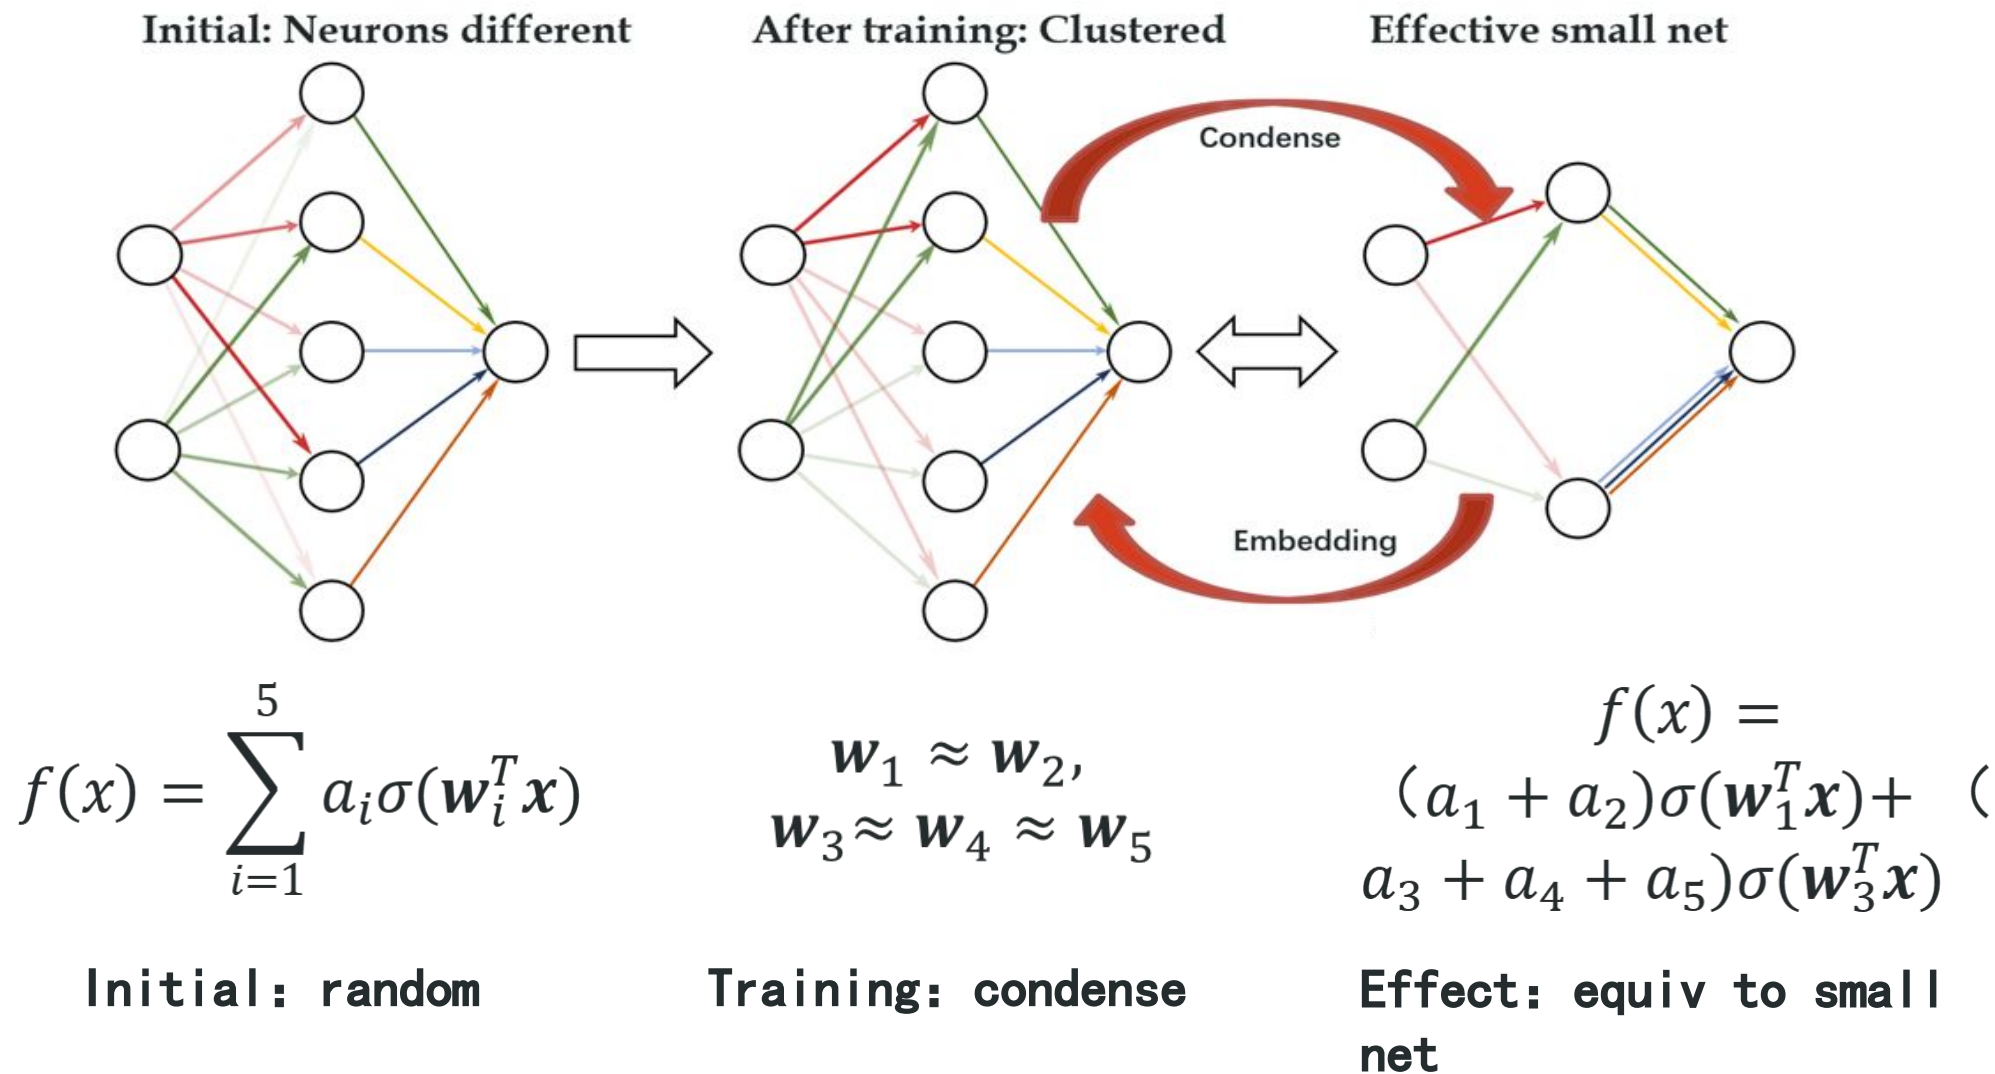 Initial: Neurons different
After training: Clustered
Effective small net
Condense
Embedding
f(x) = \sum_{i=1}^{5} a_i σ(w_i^T x)
w_1 ≈ w_2,
w_3 ≈ w_4 ≈ w_5
f(x) =
（a_1 + a_2)σ(w_1^T x)+ （
a_3 + a_4 + a_5)σ(w_3^T x)
Initial: random
Training: condense
Effect: equiv to small
net